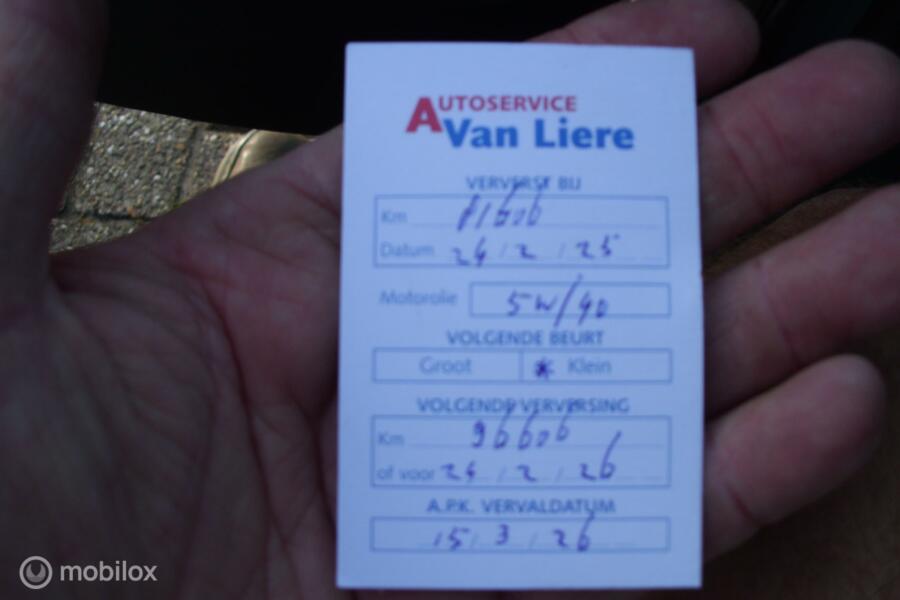 AUTOSERVICE
Van Liere
VERVERST BIJ
Km 81606
Datum 24 / 2 / 25
Motorolie 5W/40
VOLGENDE BEURT
Groot * Klein
VOLGENDE VERVERSING
Km 96606
of voor 24 / 2 / 26
A.P.K. VERVALDATUM
15 / 3 / 26
mobilox